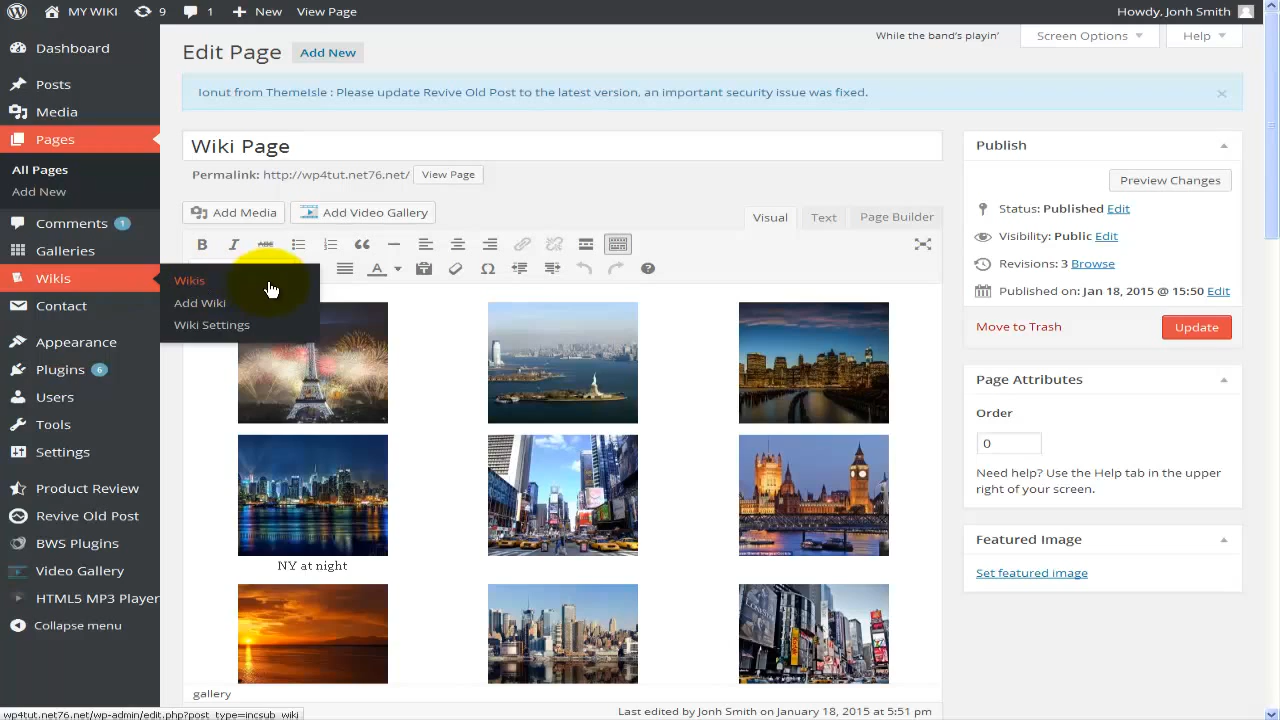 MY WIKI 9 1 New View Page Howdy, Jonh Smith
While the band's playin'
Screen Options Help
Dashboard
Posts
Media
Pages
All Pages
Add New
Comments 1
Galleries
Wikis
Contact
Appearance
Plugins 6
Users
Tools
Settings
Product Review
Revive Old Post
BWS Plugins
Video Gallery
HTML5 MP3 Player
Collapse menu
Wikis
Add Wiki
Wiki Settings
Edit Page Add New
Ionut from ThemeIsle : Please update Revive Old Post to the latest version, an important security issue was fixed.
Wiki Page
Permalink: http://wp4tut.net76.net/ View Page
Add Media Add Video Gallery
Visual Text Page Builder
B I ABC
A
NY at night
gallery
Last edited by Jonh Smith on January 18, 2015 at 5:51 pm
Publish
Preview Changes
Status: Published Edit
Visibility: Public Edit
Revisions: 3 Browse
Published on: Jan 18, 2015 @ 15:50 Edit
Move to Trash Update
Page Attributes
Order
0
Need help? Use the Help tab in the upper
right of your screen.
Featured Image
Set featured image
wp4tut.net76.net/wp-admin/edit.php?post_type=incsub_wiki